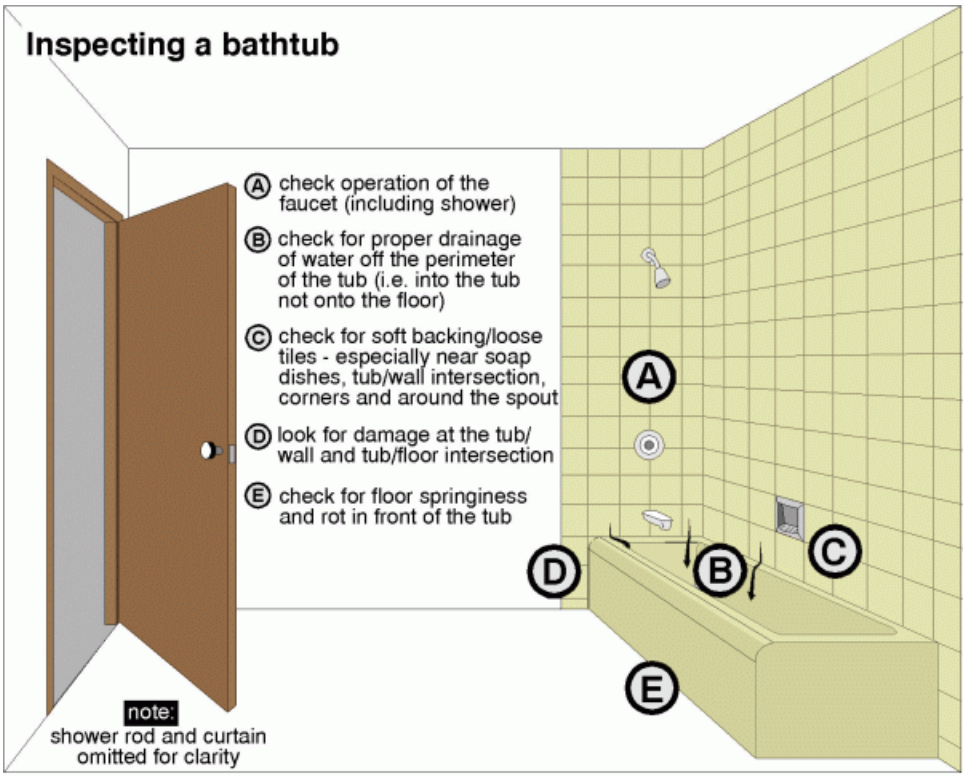 Inspecting a bathtub
A check operation of the
faucet (including shower)
B check for proper drainage
of water off the perimeter
of the tub (i.e. into the tub
not onto the floor)
C check for soft backing/loose
tiles - especially near soap
dishes, tub/wall intersection,
corners and around the spout
D look for damage at the tub/
wall and tub/floor intersection
E check for floor springiness
and rot in front of the tub
A
B
C
D
E
note:
shower rod and curtain
omitted for clarity